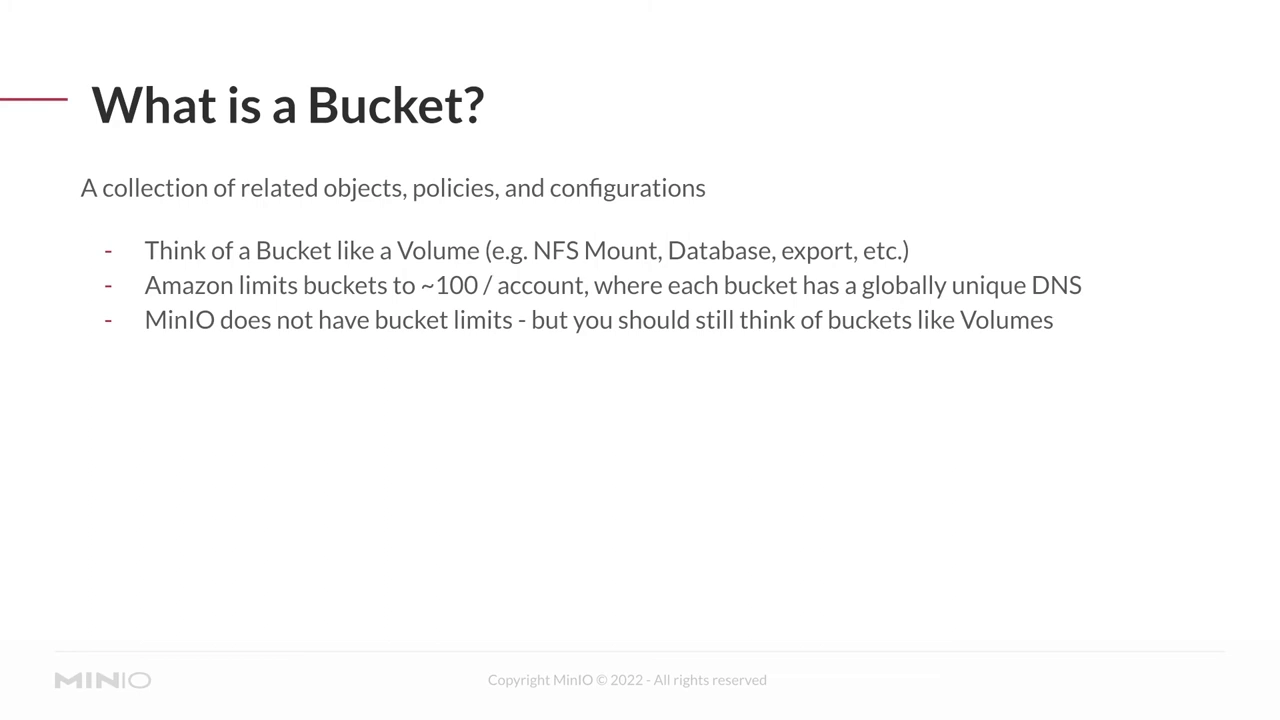 What is a Bucket?
A collection of related objects, policies, and configurations
- Think of a Bucket like a Volume (e.g. NFS Mount, Database, export, etc.)
- Amazon limits buckets to ~100 / account, where each bucket has a globally unique DNS
- MinIO does not have bucket limits - but you should still think of buckets like Volumes
MINIO
Copyright MinIO © 2022 - All rights reserved